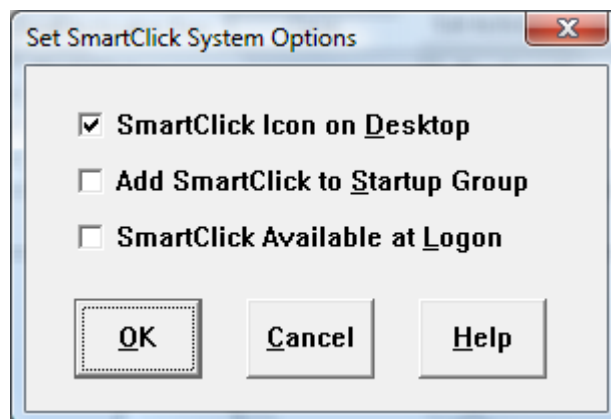 Set SmartClick System Options
SmartClick Icon on Desktop
Add SmartClick to Startup Group
SmartClick Available at Logon
OK
Cancel
Help